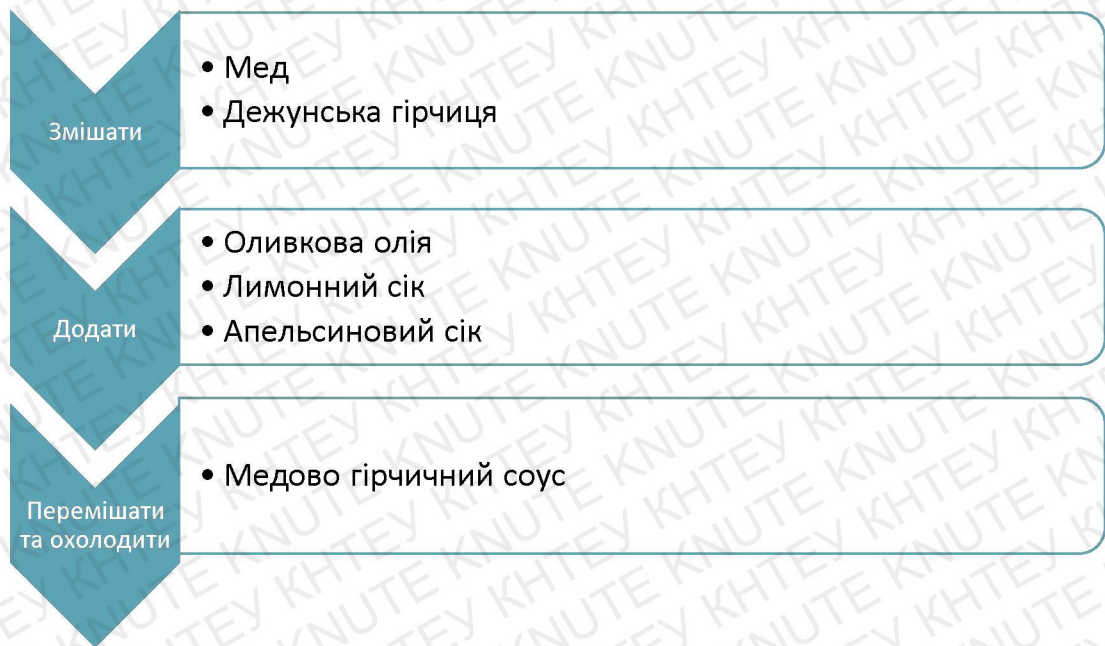 Змішати
• Мед
• Дежунська гірчиця
Додати
• Оливкова олія
• Лимонний сік
• Апельсиновий сік
Перемішати
та охолодити
• Медово гірчичний соус